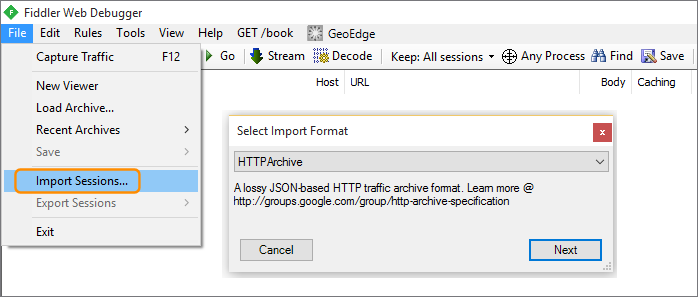 Fiddler Web Debugger
File Edit Rules Tools View Help GET /book GeoEdge
Go Stream Decode Keep: All sessions Any Process Find Save
Capture Traffic F12
Host URL Body Caching
New Viewer
Load Archive...
Recent Archives
Save
Import Sessions...
Export Sessions
Exit
Select Import Format
x
HTTPArchive
A lossy JSON-based HTTP traffic archive format. Learn more @
http://groups.google.com/group/http-archive-specification
Cancel Next